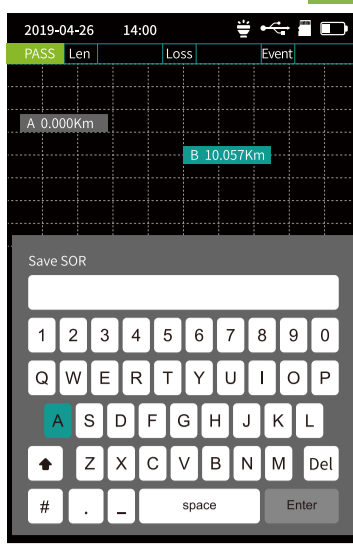 2019-04-26 14:00
PASS Len Loss Event
A 0.000Km
B 10.057Km
Save SOR
1 2 3 4 5 6 7 8 9 0
Q W E R T Y U I O P
A S D F G H J K L
Z X C V B N M Del
# . _ space Enter